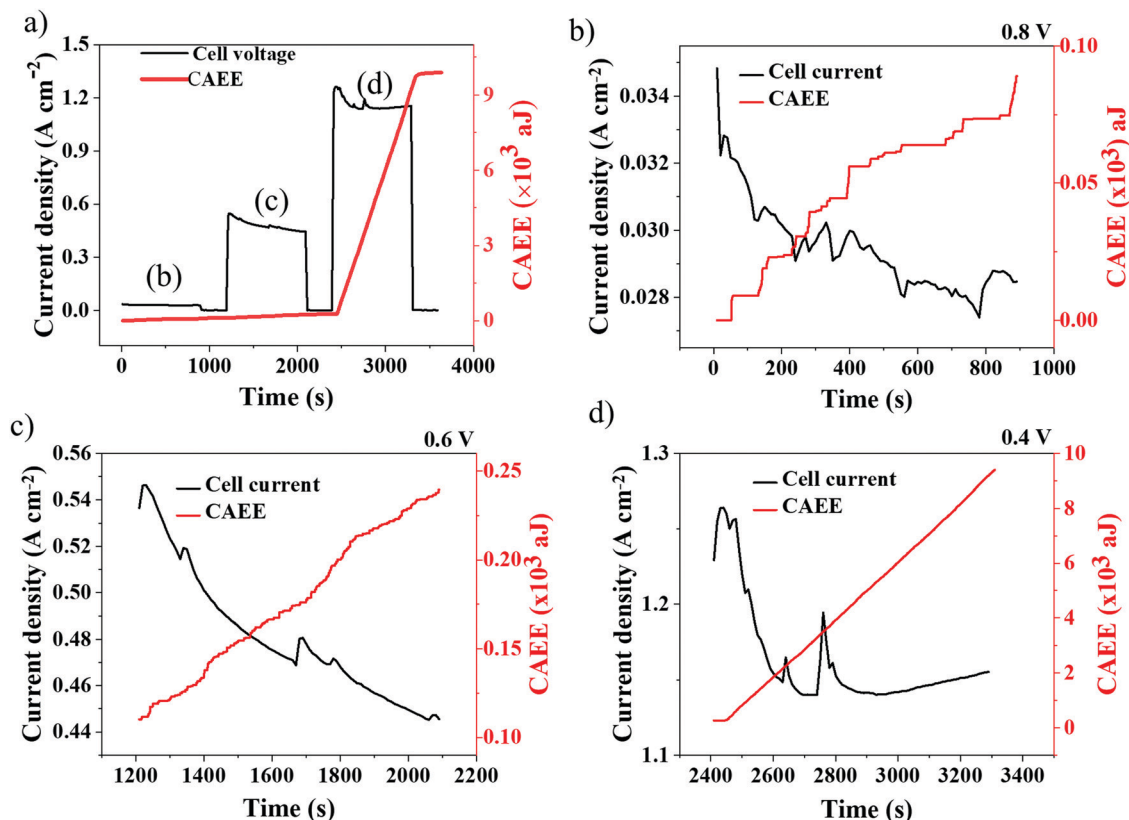 a)
Current density (A cm⁻²)
1.5
1.2
0.9
0.6
0.3
0.0
Cell voltage
CAEE
(b)
(c)
(d)
9
6
3
0
CAEE (×10³ aJ)
0 1000 2000 3000 4000
Time (s)
b)
0.8 V
Current density (A cm⁻²)
0.034
0.032
0.030
0.028
Cell current
CAEE
0.10
0.05
0.00
CAEE (x10³) aJ)
0 200 400 600 800 1000
Time (s)
c)
0.6 V
Current density (A cm⁻²)
0.56
0.54
0.52
0.50
0.48
0.46
0.44
Cell current
CAEE
0.25
0.20
0.15
0.10
CAEE (x10³ aJ)
1200 1400 1600 1800 2000 2200
Time (s)
d)
0.4 V
Current density (A cm⁻²)
1.3
1.2
1.1
Cell current
CAEE
10
8
6
4
2
0
CAEE (x10³ aJ)
2400 2600 2800 3000 3200 3400
Time (s)